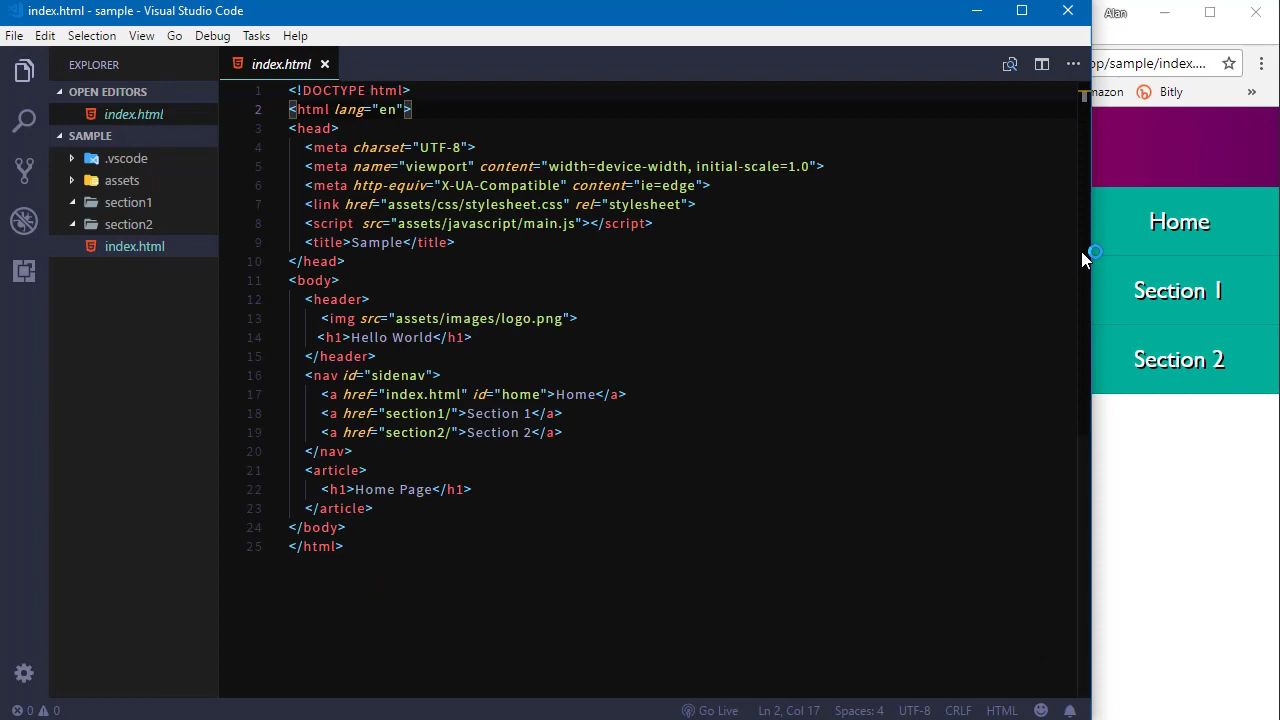 index.html - sample - Visual Studio Code
Alan
File Edit Selection View Go Debug Tasks Help
EXPLORER
index.html
pp/sample/index....
OPEN EDITORS
index.html
mazon Bitly »
SAMPLE
.vscode
assets
section1
section2
index.html
1 <!DOCTYPE html>
2 <html lang="en">
3 <head>
4 <meta charset="UTF-8">
5 <meta name="viewport" content="width=device-width, initial-scale=1.0">
6 <meta http-equiv="X-UA-Compatible" content="ie=edge">
7 <link href="assets/css/stylesheet.css" rel="stylesheet">
8 <script src="assets/javascript/main.js"></script>
9 <title>Sample</title>
10 </head>
11 <body>
12 <header>
13 <img src="assets/images/logo.png">
14 <h1>Hello World</h1>
15 </header>
16 <nav id="sidenav">
17 <a href="index.html" id="home">Home</a>
18 <a href="section1/">Section 1</a>
19 <a href="section2/">Section 2</a>
20 </nav>
21 <article>
22 <h1>Home Page</h1>
23 </article>
24 </body>
25 </html>
Home
Section 1
Section 2
0 0 Go Live Ln 2, Col 17 Spaces: 4 UTF-8 CRLF HTML